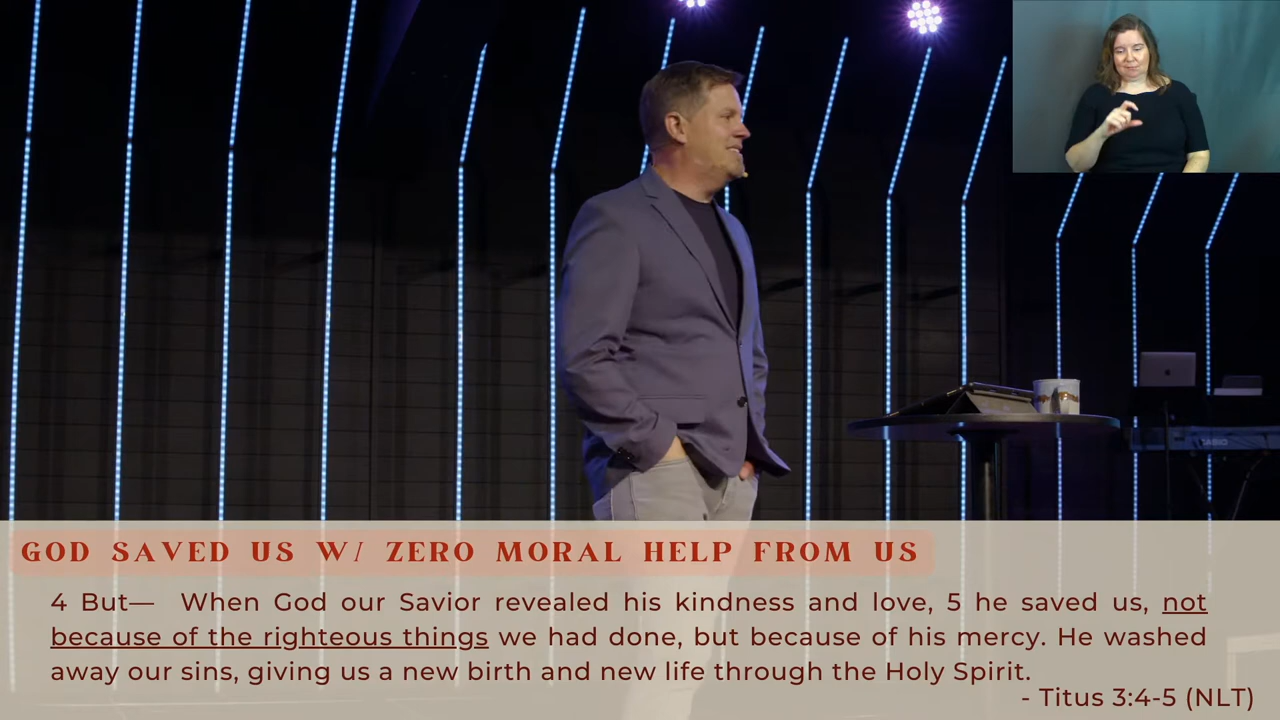 GOD SAVED US W/ ZERO MORAL HELP FROM US
4 But— When God our Savior revealed his kindness and love, 5 he saved us, not
because of the righteous things we had done, but because of his mercy. He washed
away our sins, giving us a new birth and new life through the Holy Spirit.
- Titus 3:4-5 (NLT)
CASIO